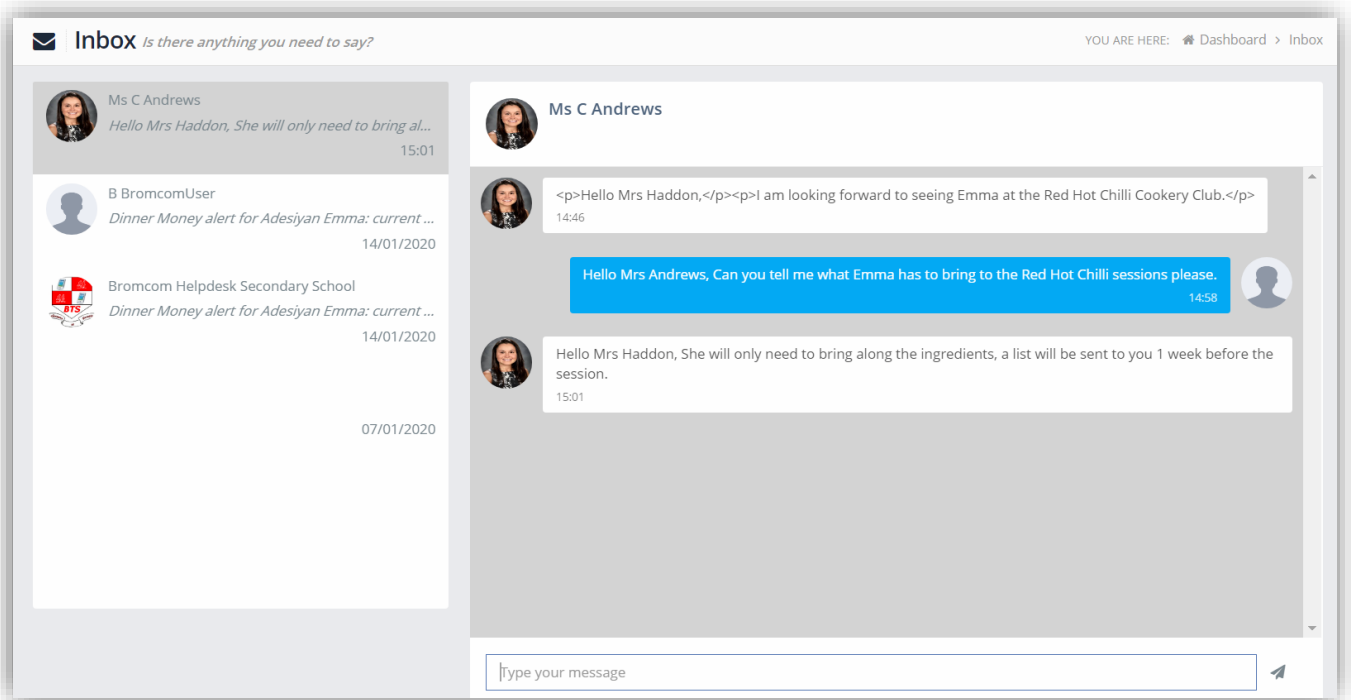 Inbox Is there anything you need to say?
YOU ARE HERE: Dashboard > Inbox
Ms C Andrews
Hello Mrs Haddon, She will only need to bring al...
15:01
B BromcomUser
Dinner Money alert for Adesiyan Emma: current ...
14/01/2020
BTS
Bromcom Helpdesk Secondary School
Dinner Money alert for Adesiyan Emma: current ...
14/01/2020
07/01/2020
Ms C Andrews
<p>Hello Mrs Haddon,</p><p>I am looking forward to seeing Emma at the Red Hot Chilli Cookery Club.</p>
14:46
Hello Mrs Andrews, Can you tell me what Emma has to bring to the Red Hot Chilli sessions please.
14:58
Hello Mrs Haddon, She will only need to bring along the ingredients, a list will be sent to you 1 week before the
session.
15:01
Type your message